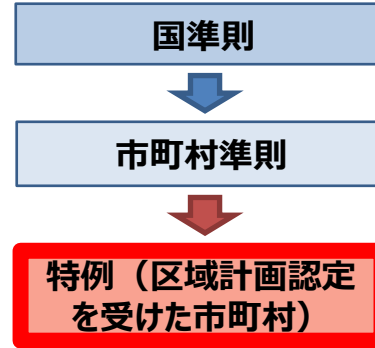 国準則
市町村準則
特例（区域計画認定
を受けた市町村）